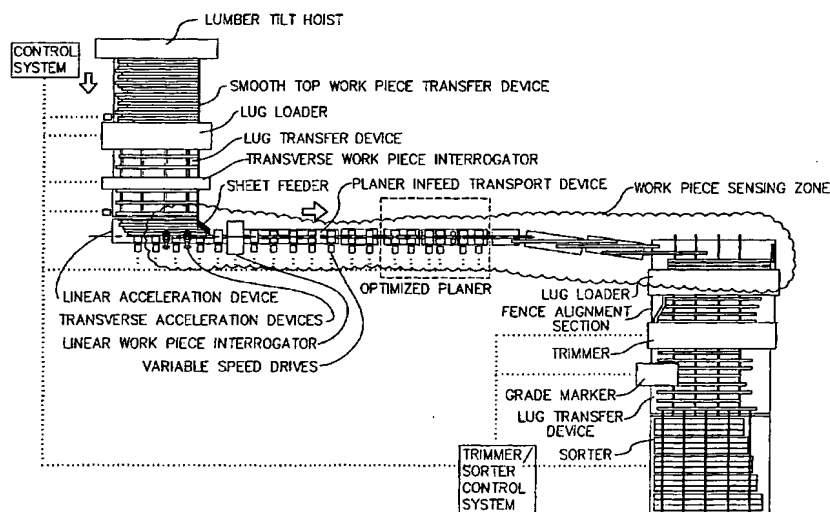 LUMBER TILT HOIST
CONTROL
SYSTEM
SMOOTH TOP WORK PIECE TRANSFER DEVICE
LUG LOADER
LUG TRANSFER DEVICE
TRANSVERSE WORK PIECE INTERROGATOR
SHEET FEEDER
PLANER INFEED TRANSPORT DEVICE
WORK PIECE SENSING ZONE
OPTIMIZED PLANER
LINEAR ACCELERATION DEVICE
TRANSVERSE ACCELERATION DEVICES
LINEAR WORK PIECE INTERROGATOR
VARIABLE SPEED DRIVES
LUG LOADER
FENCE ALIGNMENT
SECTION
TRIMMER
GRADE MARKER
LUG TRANSFER
DEVICE
SORTER
TRIMMER/
SORTER
CONTROL
SYSTEM